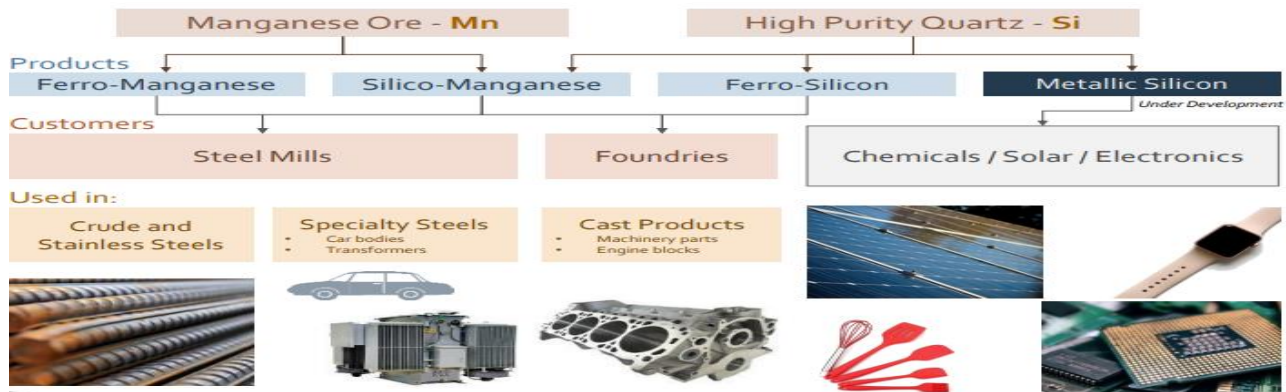 Manganese Ore - Mn
High Purity Quartz - Si
Products
Ferro-Manganese
Silico-Manganese
Ferro-Silicon
Metallic Silicon
Under Development
Customers
Steel Mills
Foundries
Chemicals / Solar / Electronics
Used in:
Crude and
Stainless Steels
Specialty Steels
• Car bodies
• Transformers
Cast Products
• Machinery parts
• Engine blocks